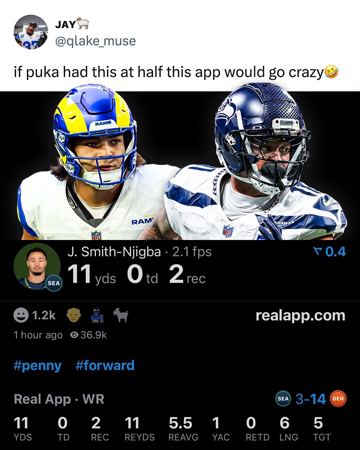 JAY🐐
@qlake_muse
if puka had this at half this app would go crazy🤣
RAMS
RAMS
J. Smith-Njigba · 2.1 fps
0.4
SEA
11 yds 0 td 2 rec
1.2k
realapp.com
1 hour ago 36.9k
#penny #forward
Real App · WR
SEA 3-14 DEN
11 0 2 11 5.5 1 0 6 5
YDS TD REC REYDS REAVG YAC RETD LNG TGT